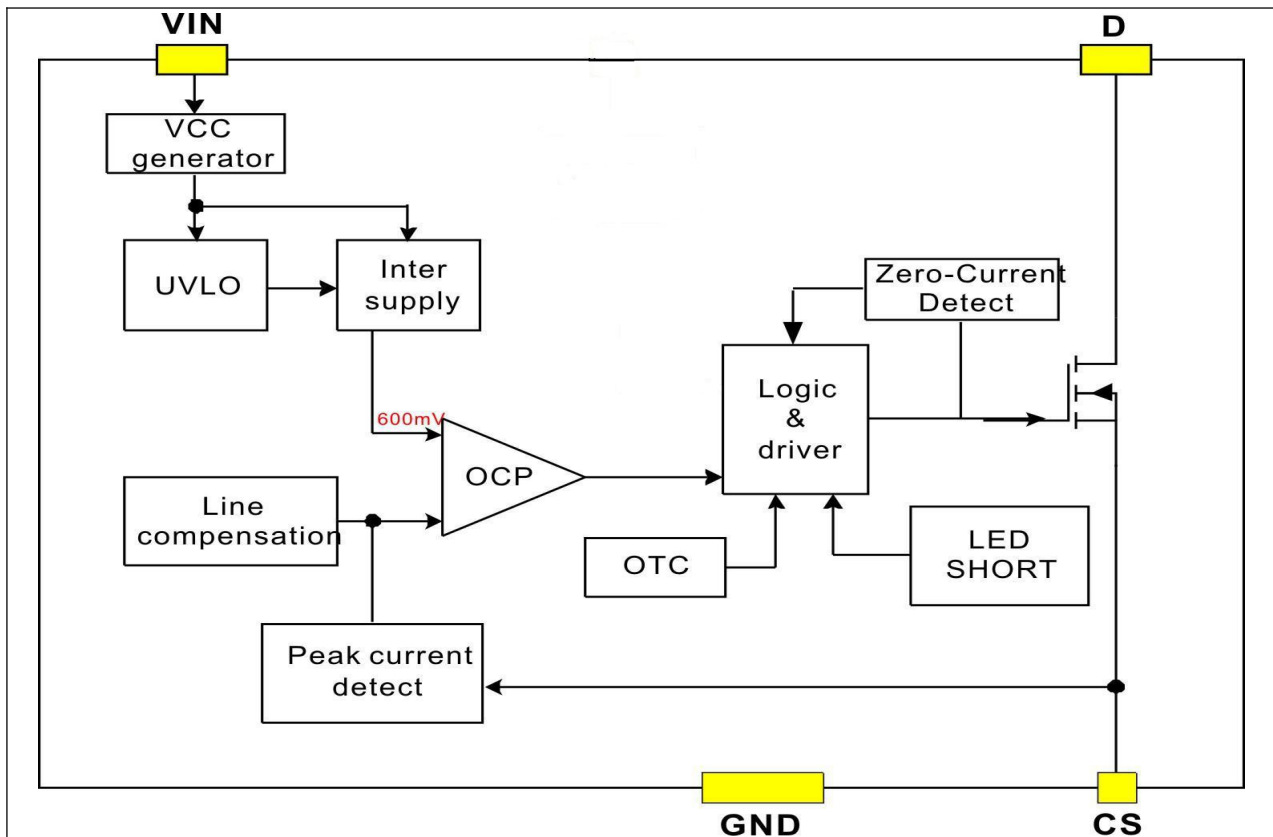 VIN
D
VCC
generator
UVLO
Inter
supply
Zero-Current
Detect
Logic
&
driver
600mV
OCP
Line
compensation
OTC
LED
SHORT
Peak current
detect
GND
CS